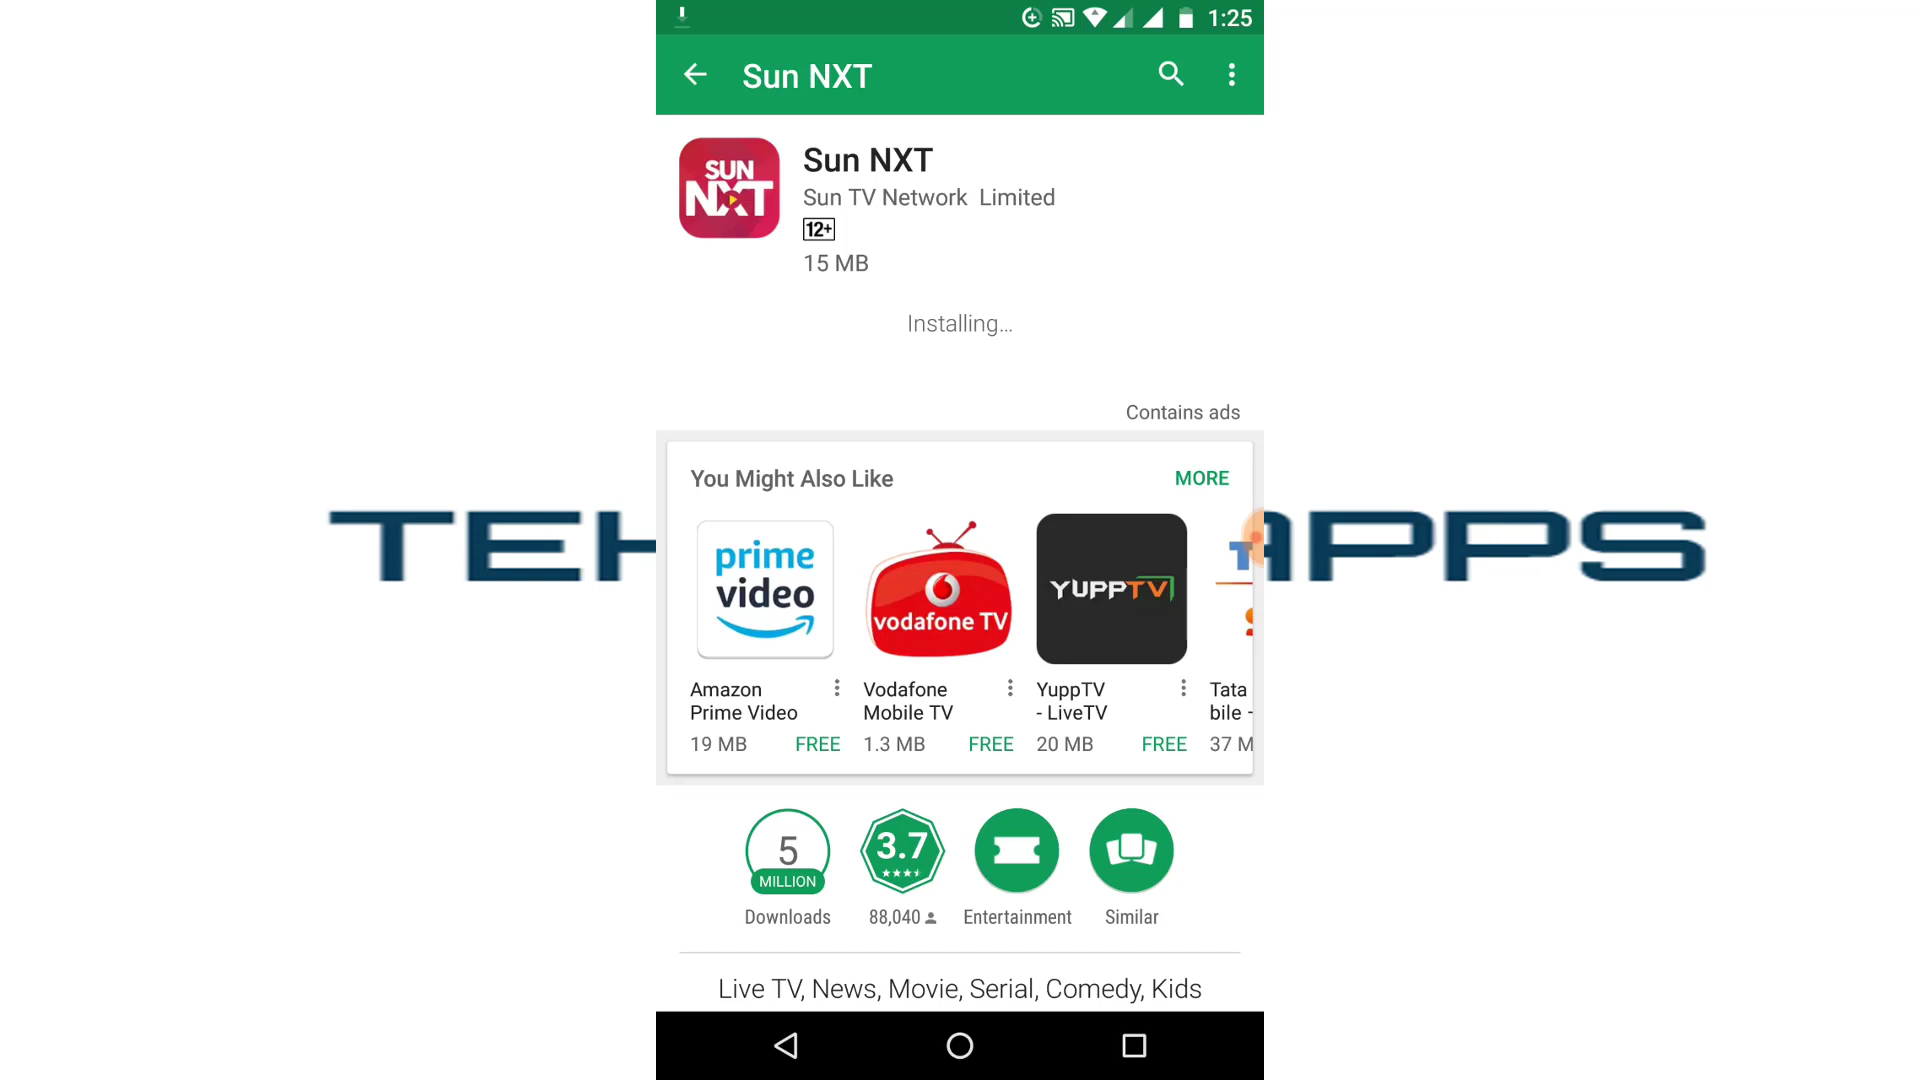 1:25
Sun NXT
SUN
NXT
Sun NXT
Sun TV Network Limited
12+
15 MB
Installing...
Contains ads
You Might Also Like
MORE
TEH
APPS
prime
video
vodafone TV
YUPPTV
Amazon
Prime Video
19 MB
FREE
Vodafone
Mobile TV
1.3 MB
FREE
YuppTV
- LiveTV
20 MB
FREE
Tata
bile -
37 M
5
MILLION
Downloads
3.7
88,040
Entertainment
Similar
Live TV, News, Movie, Serial, Comedy, Kids